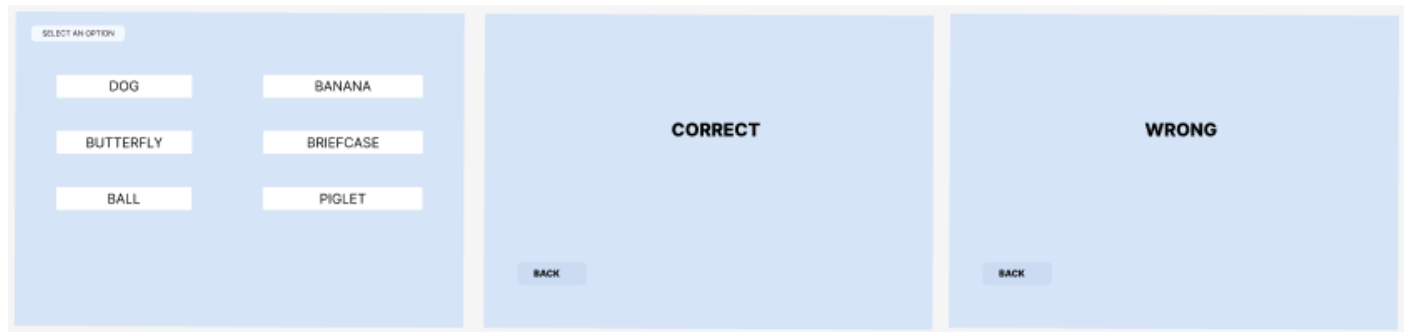 SELECT AN OPTION
DOG
BANANA
BUTTERFLY
BRIEFCASE
BALL
PIGLET
CORRECT
BACK
WRONG
BACK